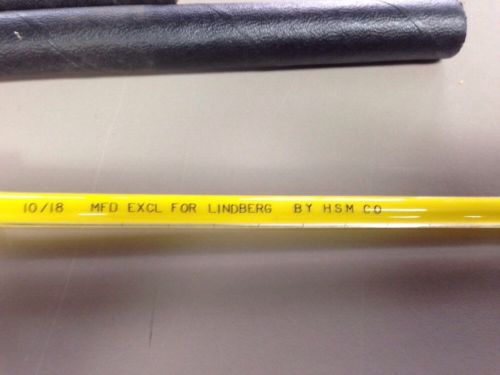 10/18 MFD EXCL FOR LINDBERG BY HSM CO